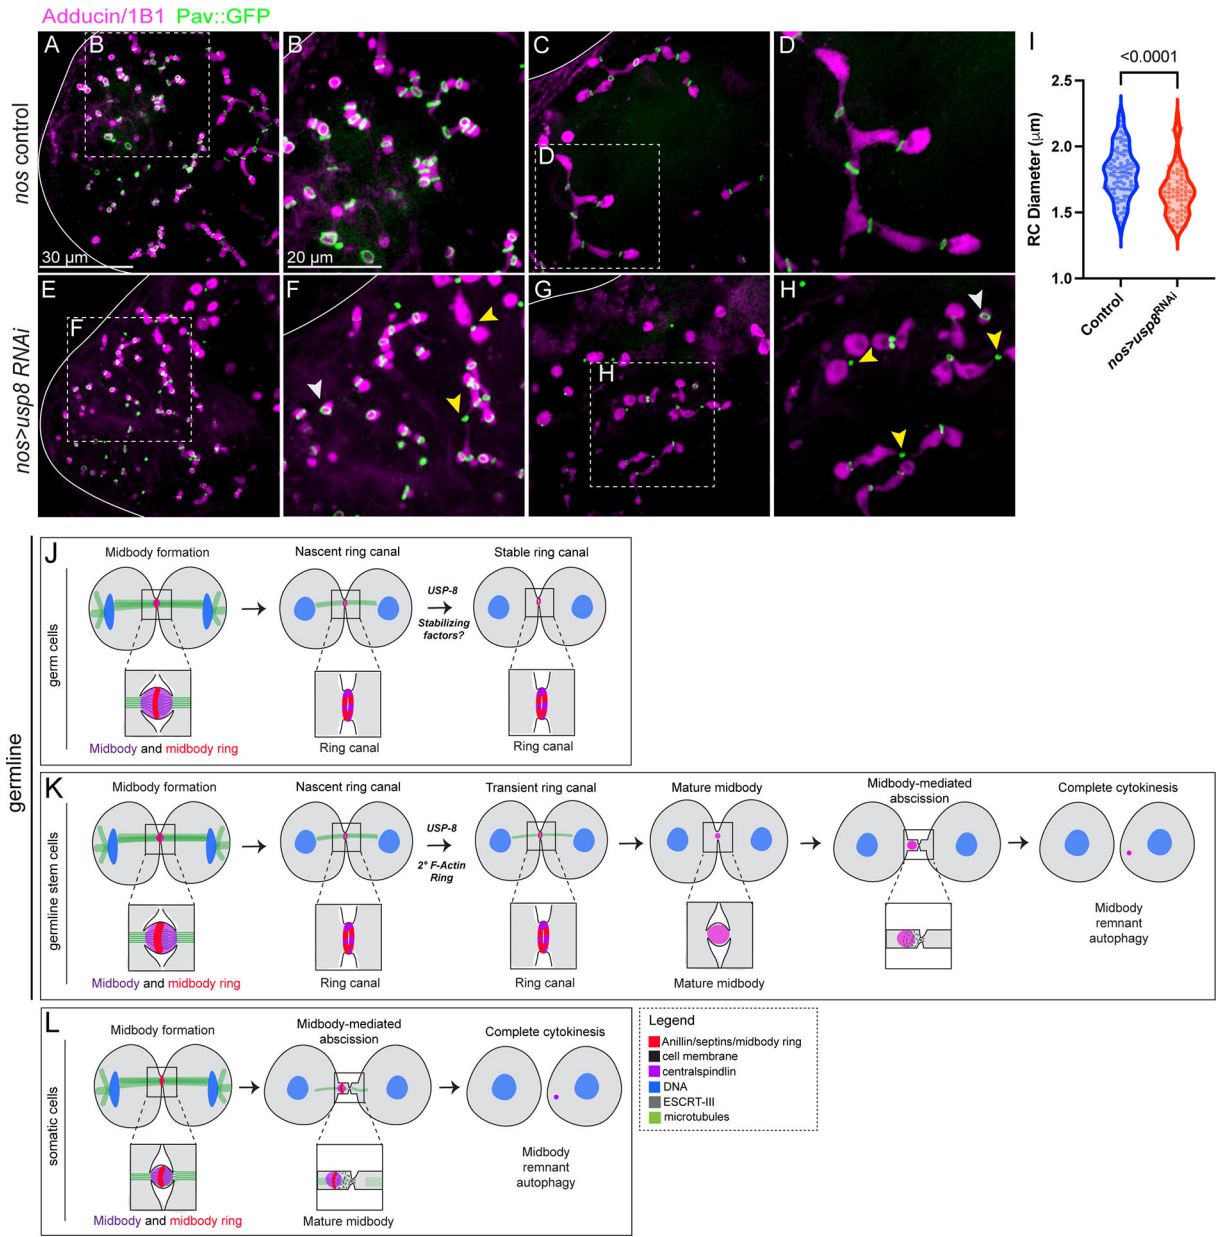 Adducin/1B1 Pav::GFP
nos control
A
B
30 µm
B
20 µm
C
D
D
I
<0.0001
2.5
2.0
1.5
1.0
RC Diameter (µm)
Control
nos>usp8RNAi
nos>usp8 RNAi
E
F
F
G
H
H
germline
J
germ cells
Midbody formation
Nascent ring canal
Stable ring canal
USP-8
Stabilizing
factors?
Midbody and midbody ring
Ring canal
Ring canal
K
germline stem cells
Midbody formation
Nascent ring canal
Transient ring canal
Mature midbody
Midbody-mediated
abscission
Complete cytokinesis
USP-8
2° F-Actin
Ring
Midbody
remnant
autophagy
Midbody and midbody ring
Ring canal
Ring canal
Mature midbody
L
somatic cells
Midbody formation
Midbody-mediated
abscission
Complete cytokinesis
Midbody
remnant
autophagy
Midbody and midbody ring
Mature midbody
Legend
Anillin/septins/midbody ring
cell membrane
centralspindlin
DNA
ESCRT-III
microtubules